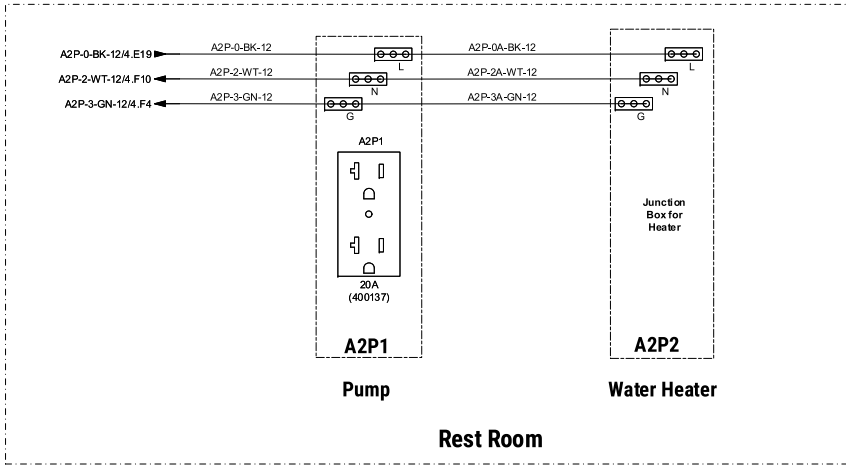 A2P-0-BK-12/4.E19 A2P-0-BK-12 A2P-0A-BK-12
L L
A2P-2-WT-12/4.F10 A2P-2-WT-12 A2P-2A-WT-12
N N
A2P-3-GN-12/4.F4 A2P-3-GN-12 A2P-3A-GN-12
G G
A2P1
Junction
Box for
Heater
20A
(400137)
A2P1 A2P2
Pump Water Heater
Rest Room